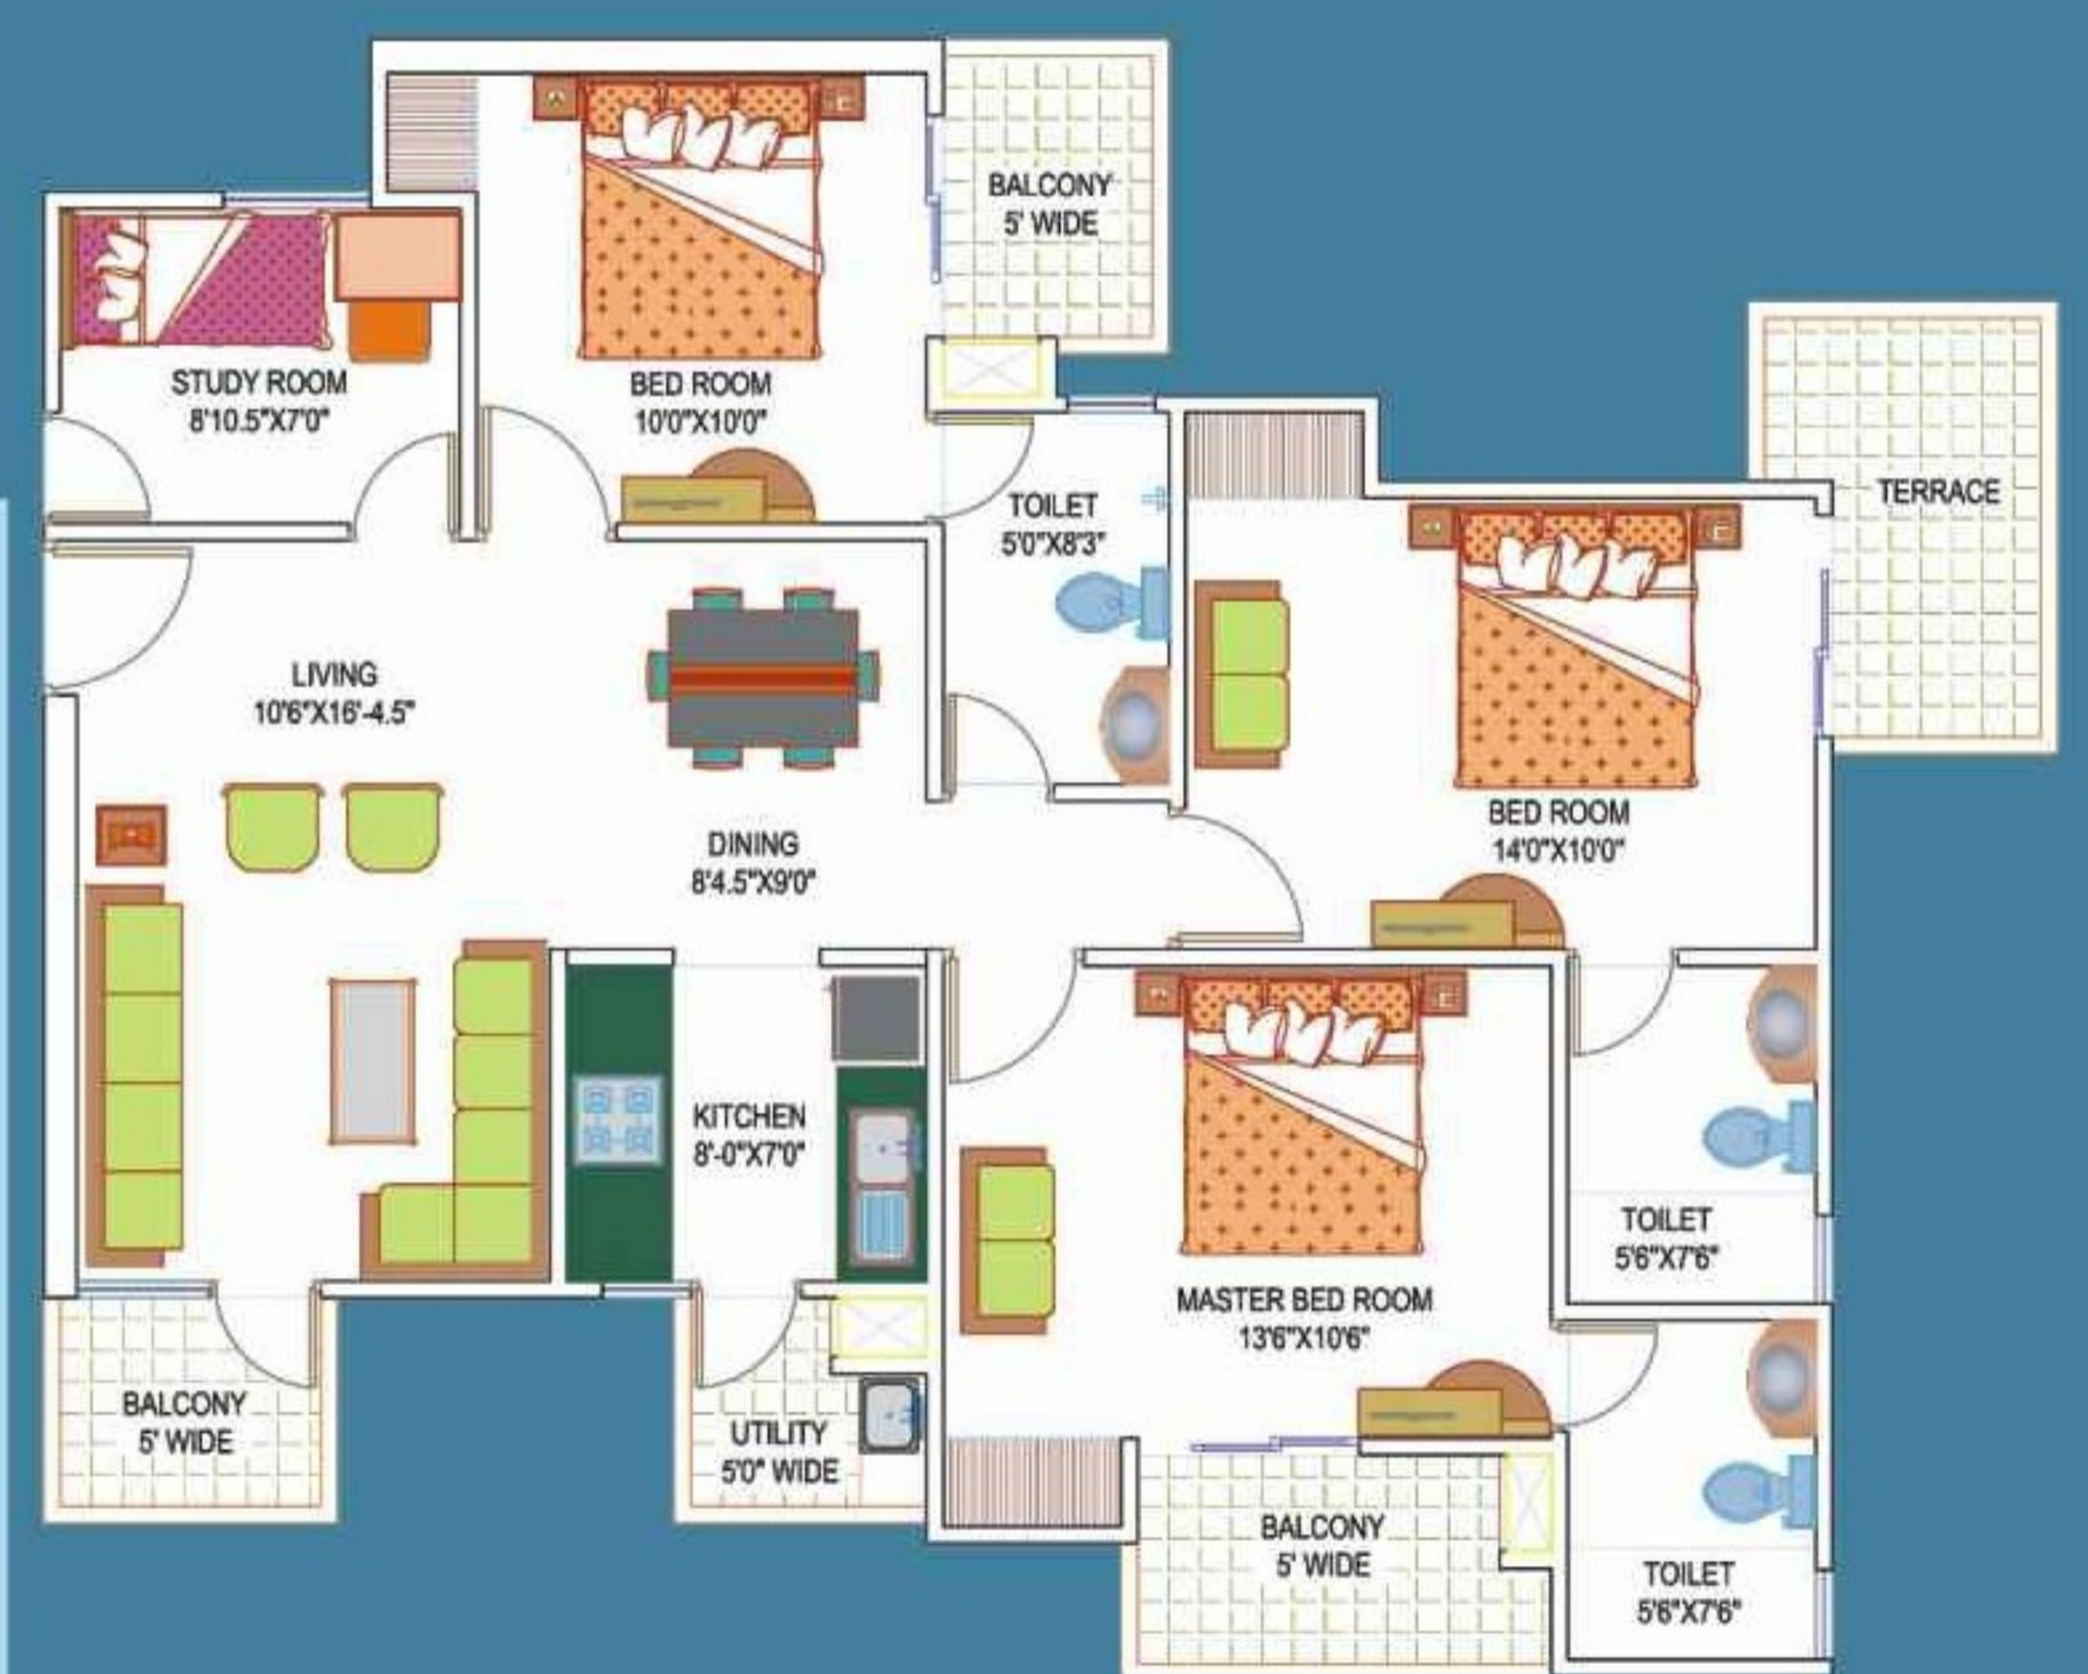 BALCONY
5' WIDE
STUDY ROOM
8'10.5"X7'0"
BED ROOM
10'0"X10'0"
TOILET
5'0"X8'3"
TERRACE
LIVING
10'6"X16'-4.5"
DINING
8'4.5"X9'0"
BED ROOM
14'0"X10'0"
KITCHEN
8'-0"X7'0"
TOILET
5'6"X7'6"
MASTER BED ROOM
13'6"X10'6"
BALCONY
5' WIDE
UTILITY
5'0" WIDE
BALCONY
5' WIDE
TOILET
5'6"X7'6"